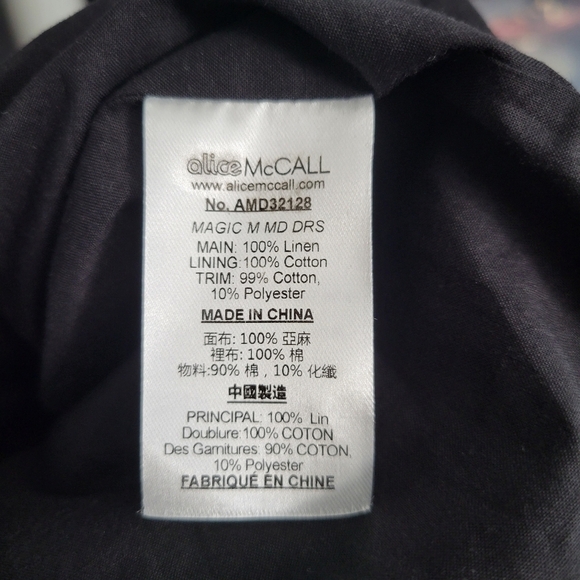 alice McCALL
www.alicemccall.com
No. AMD32128
MAGIC M MD DRS
MAIN: 100% Linen
LINING:100% Cotton
TRIM: 99% Cotton,
10% Polyester
MADE IN CHINA
面布: 100% 亞麻
裡布: 100% 棉
物料:90% 棉 , 10% 化纖
中國製造
PRINCIPAL: 100% Lin
Doublure:100% COTON
Des Garnitures: 90% COTON,
10% Polyester
FABRIQUÉ EN CHINE